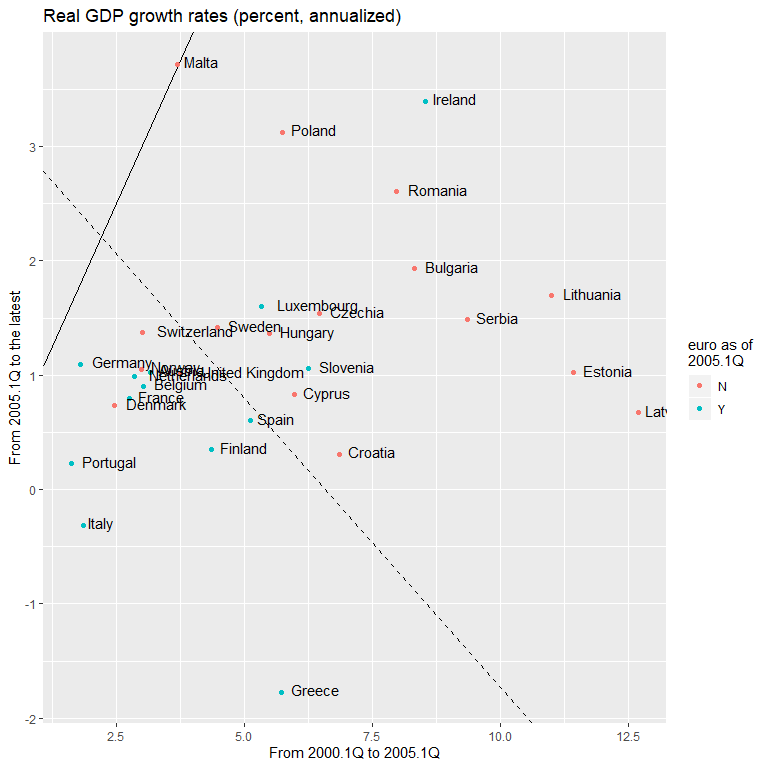 Real GDP growth rates (percent, annualized)
Malta
Ireland
Poland
3
Romania
Bulgaria
2
Lithuania
Luxembourg
Czechia
Serbia
Sweden
Switzerland
Hungary
Germany
Norway
Slovenia
Austria
United Kingdom
Estonia
1
Netherlands
Belgium
Cyprus
France
Denmark
Latv
Spain
Finland
Croatia
Portugal
0
Italy
-1
Greece
-2
2.5 5.0 7.5 10.0 12.5
From 2000.1Q to 2005.1Q
From 2005.1Q to the latest
euro as of
2005.1Q
N
Y